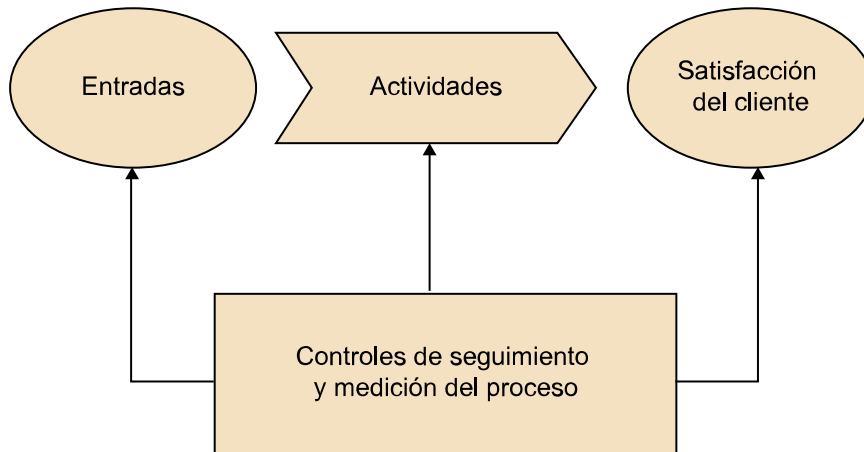 Entradas
Actividades
Satisfacción
del cliente
Controles de seguimiento
y medición del proceso